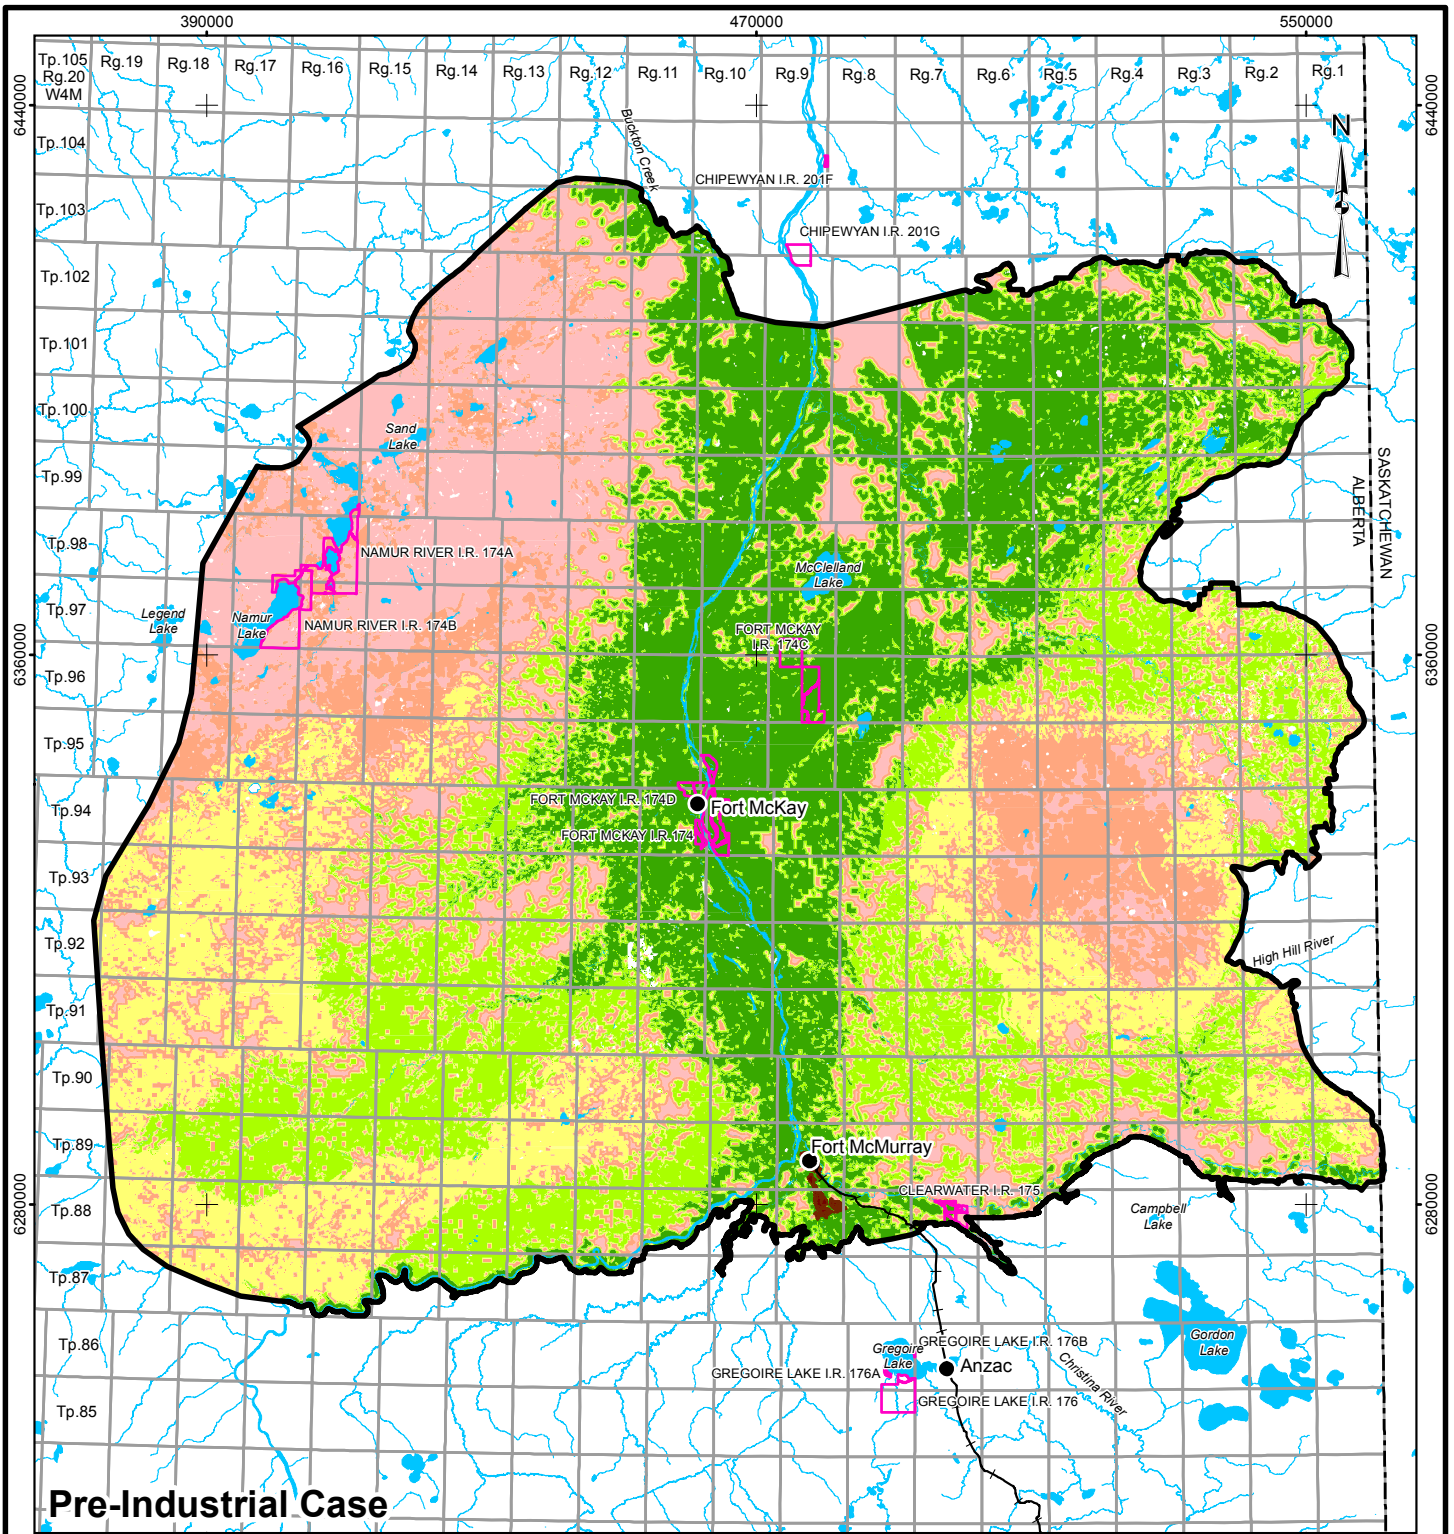 390000
470000
550000
Tp.105
Rg.20
W4M
Rg.19
Rg.18
Rg.17
Rg.16
Rg.15
Rg.14
Rg.13
Rg.12
Rg.11
Rg.10
Rg.9
Rg.8
Rg.7
Rg.6
Rg.5
Rg.4
Rg.3
Rg.2
Rg.1
6440000
6440000
N
Tp.104
Buckton Creek
CHIPEWYAN I.R. 201F
Tp.103
CHIPEWYAN I.R. 201G
Tp.102
Tp.101
Tp.100
Sand
Lake
Tp.99
SASKATCHEWAN
ALBERTA
Tp.98
NAMUR RIVER I.R. 174A
McClelland
Lake
Tp.97
Legend
Lake
Namur
Lake
NAMUR RIVER I.R. 174B
FORT MCKAY
I.R. 174C
6360000
6360000
Tp.96
Tp.95
Tp.94
FORT MCKAY I.R. 174D
Fort McKay
FORT MCKAY I.R.174
Tp.93
Tp.92
High Hill River
Tp.91
Tp.90
Tp.89
Fort McMurray
CLEARWATER I.R. 175
6280000
6280000
Tp.88
Campbell
Lake
Tp.87
Tp.86
GREGOIRE LAKE I.R. 176B
Gordon
Lake
Gregoire
Lake
Anzac
GREGOIRE LAKE I.R. 176A
Christina River
GREGOIRE LAKE I.R. 176
Tp.85
Pre-Industrial Case